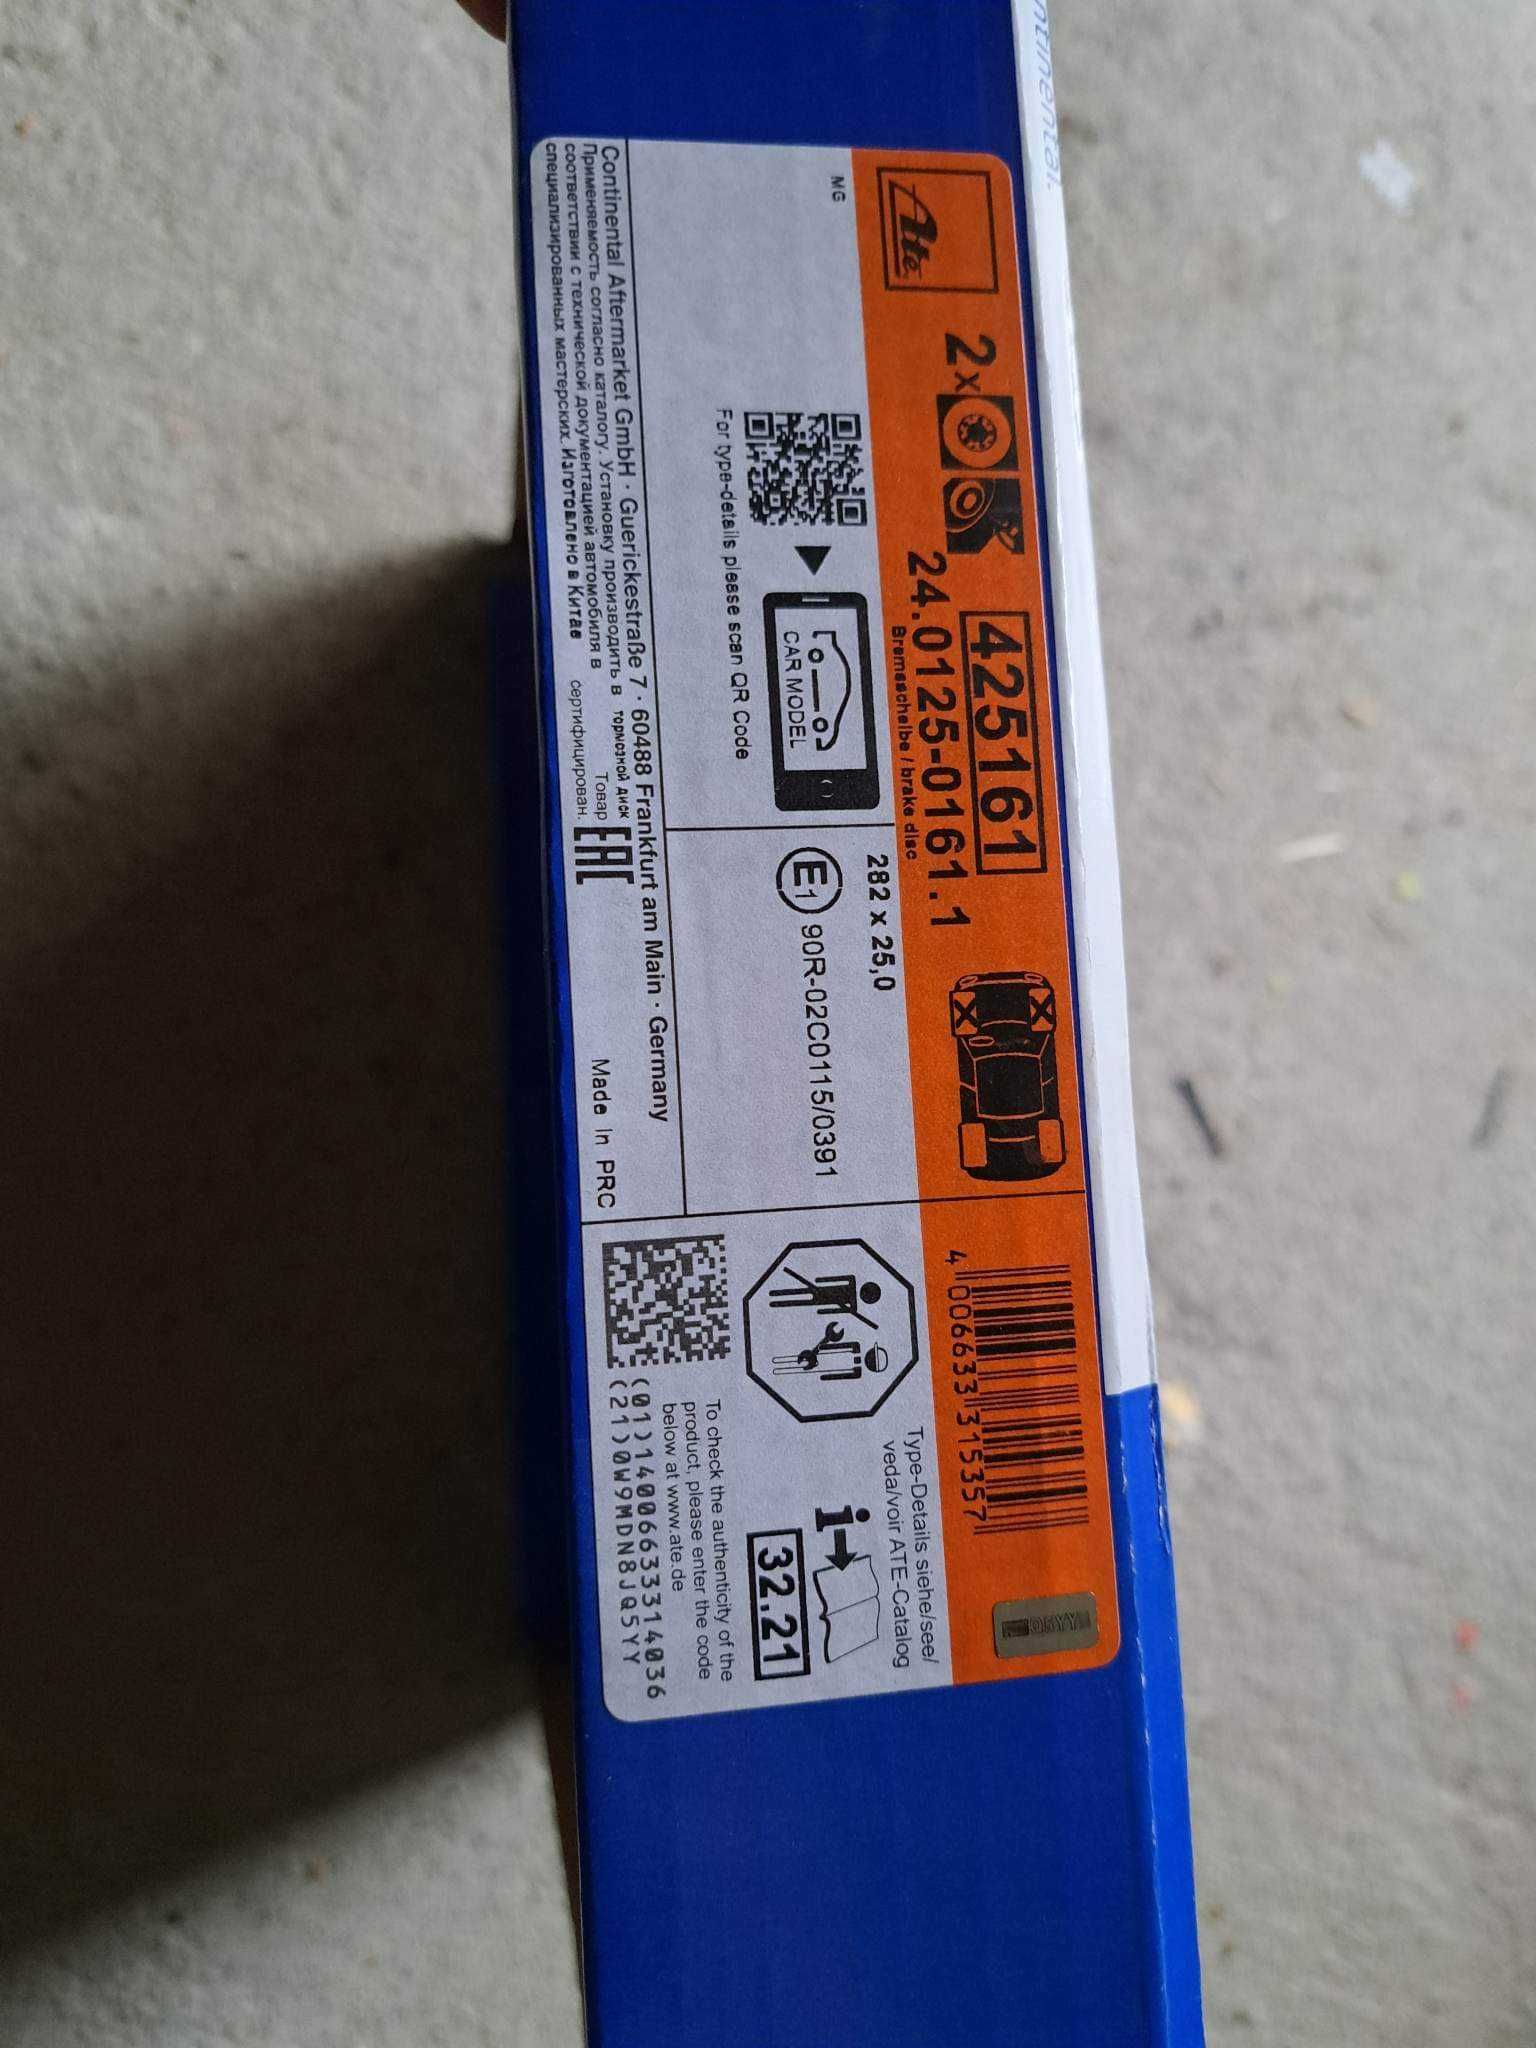 Continental
Ate
2x
425161
24.0125-0161.1
Bremsscheibe / brake disc
4 006633 315357
MG
For type-details please scan QR Code
CAR MODEL
282 x 25,0
E1 90R-02C0115/0391
Type-Details siehe/see/
veda/voir ATE-Catalog
i
32.21
Continental Aftermarket GmbH · Guerickestraße 7 · 60488 Frankfurt am Main · Germany
Применяемость согласно каталогу. Установку производить в
соответствии с технической документацией автомобиля в
специализированных мастерских. Изготовлено в Китае
тормозной диск
Товар
сертифицирован.
EAC
Made in PRC
To check the authenticity of the
product, please enter the code
below at www.ate.de
(01)14006633314036
(21)0W9MDN8JQ5YY